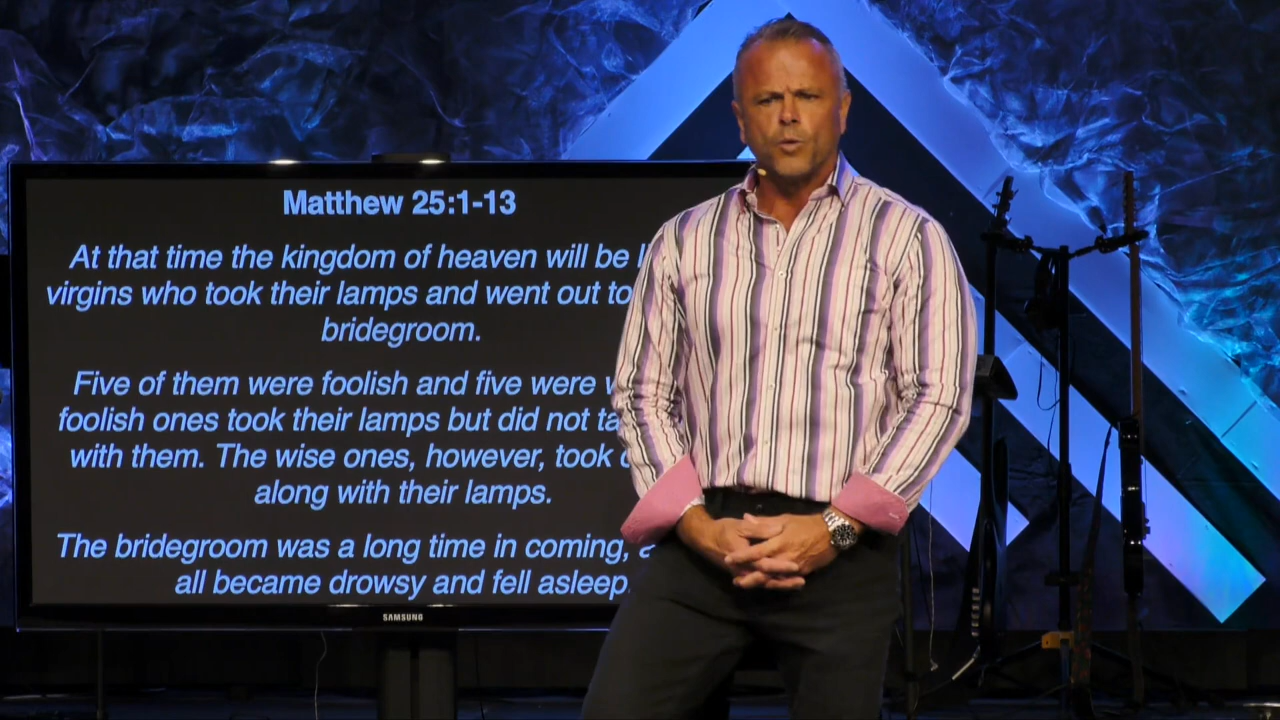 Matthew 25:1-13
At that time the kingdom of heaven will be
virgins who took their lamps and went out to
bridegroom.
Five of them were foolish and five were
foolish ones took their lamps but did not
with them. The wise ones, however, took
along with their lamps.
The bridegroom was a long time in coming,
all became drowsy and fell asleep.
SAMSUNG